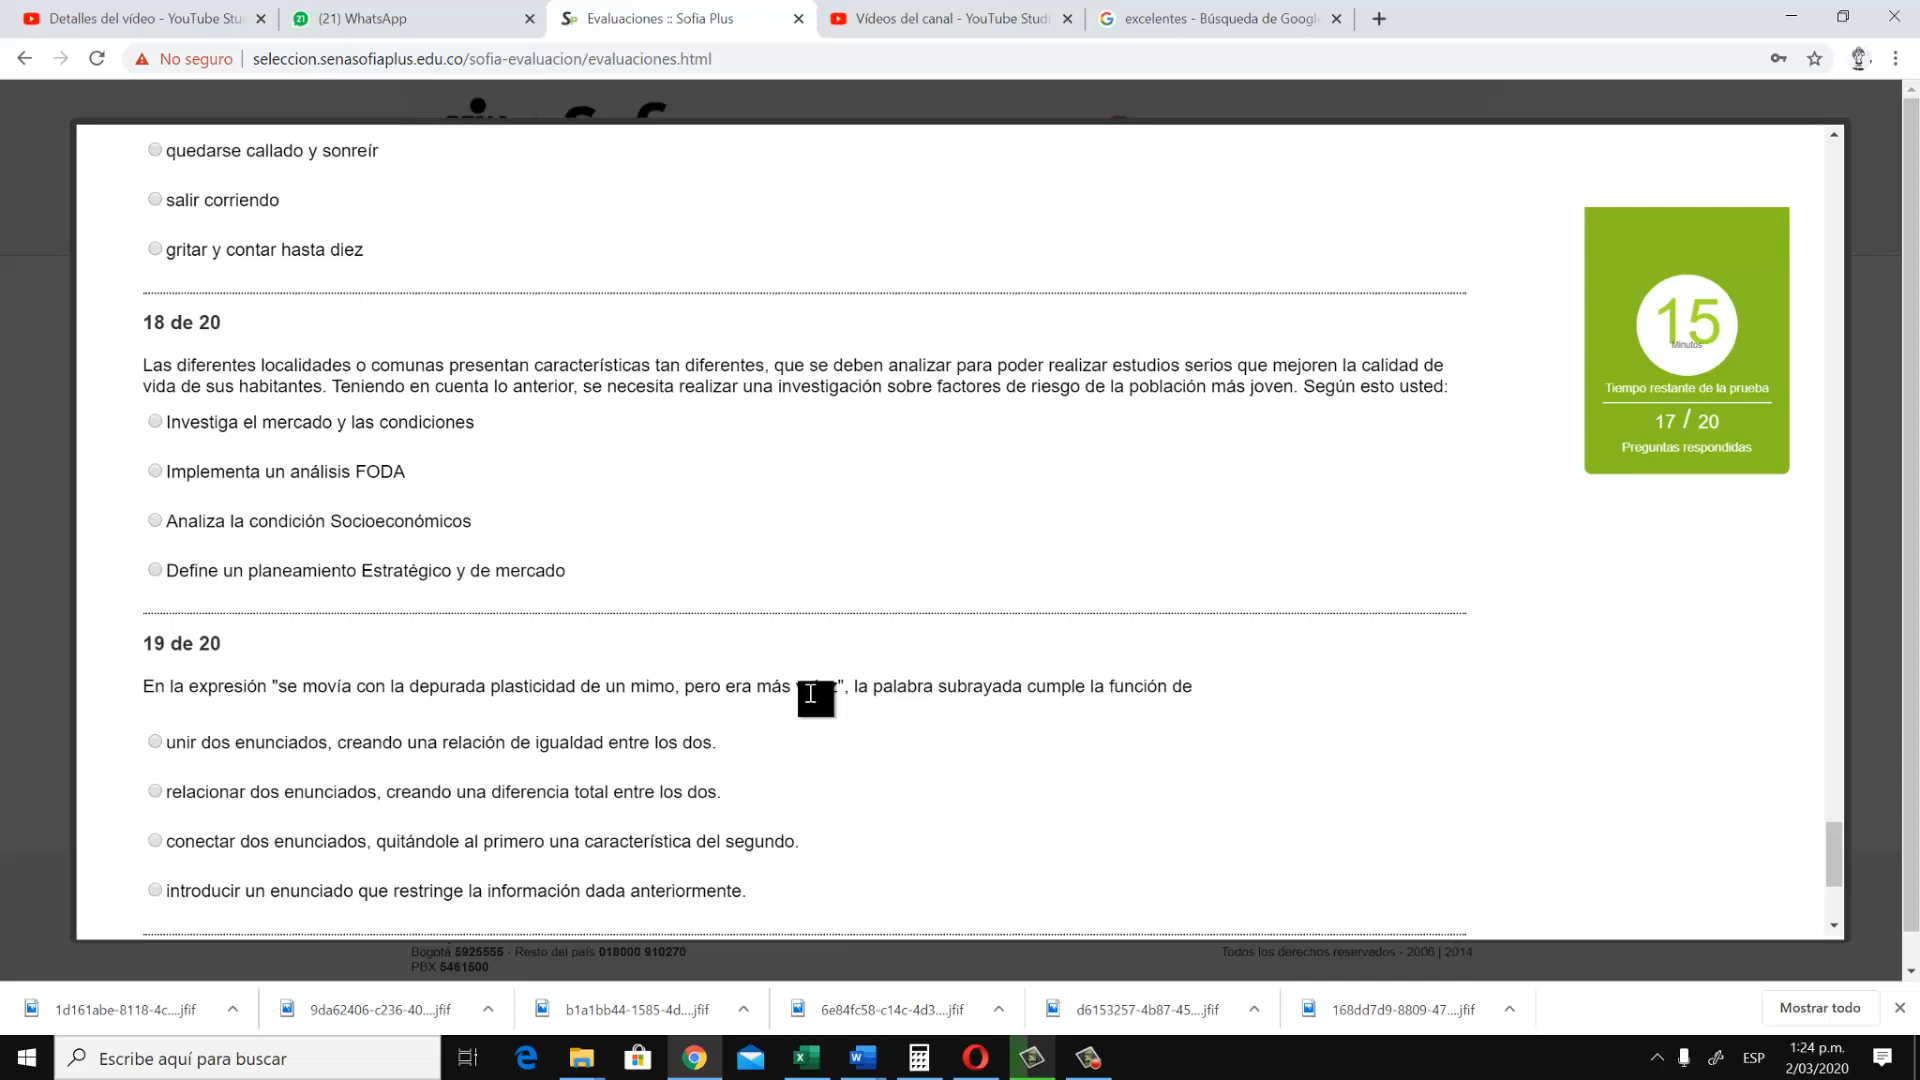 Detalles del vídeo - YouTube Stu
(21) WhatsApp
Evaluaciones :: Sofia Plus
Vídeos del canal - YouTube Studi
excelentes - Búsqueda de Google
No seguro
seleccion.senasofiaplus.edu.co/sofia-evaluacion/evaluaciones.html
quedarse callado y sonreír
salir corriendo
gritar y contar hasta diez
18 de 20
Las diferentes localidades o comunas presentan características tan diferentes, que se deben analizar para poder realizar estudios serios que mejoren la calidad de
vida de sus habitantes. Teniendo en cuenta lo anterior, se necesita realizar una investigación sobre factores de riesgo de la población más joven. Según esto usted:
Investiga el mercado y las condiciones
Implementa un análisis FODA
Analiza la condición Socioeconómicos
Define un planeamiento Estratégico y de mercado
19 de 20
En la expresión "se movía con la depurada plasticidad de un mimo, pero era más ", la palabra subrayada cumple la función de
unir dos enunciados, creando una relación de igualdad entre los dos.
relacionar dos enunciados, creando una diferencia total entre los dos.
conectar dos enunciados, quitándole al primero una característica del segundo.
introducir un enunciado que restringe la información dada anteriormente.
15
Minutos
Tiempo restante de la prueba
17 / 20
Preguntas respondidas
Bogotá 5925555 - Resto del país 018000 910270
PBX 5461500
Todos los derechos reservados - 2006 | 2014
1d161abe-8118-4c....jfif
9da62406-c236-40....jfif
b1a1bb44-1585-4d....jfif
6e84fc58-c14c-4d3....jfif
d6153257-4b87-45....jfif
168dd7d9-8809-47....jfif
Mostrar todo
Escribe aquí para buscar
ESP
1:24 p.m.
2/03/2020